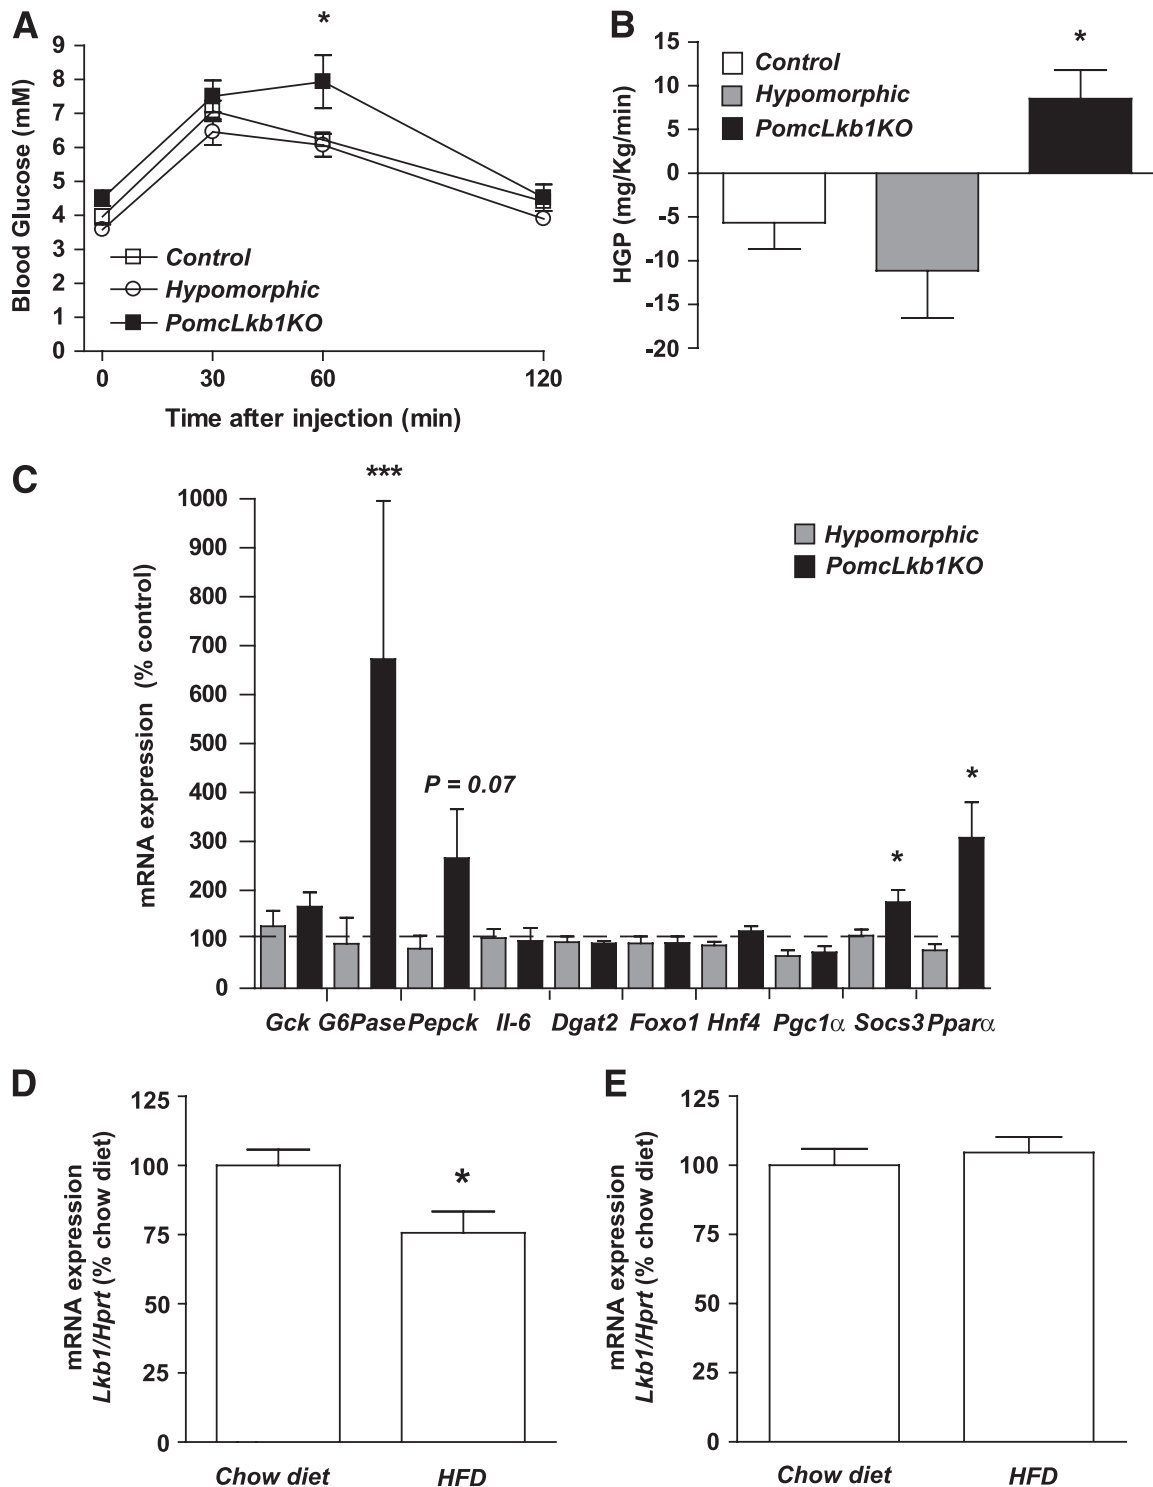 A
*
9
8
7
6
5
4
3
2
1
0
Blood Glucose (mM)
Control
Hypomorphic
PomcLkb1KO
0 30 60 120
Time after injection (min)
B
15
10
5
0
-5
-10
-15
-20
HGP (mg/Kg/min)
Control
Hypomorphic
PomcLkb1KO
*
C
1000
900
800
700
600
500
400
300
200
100
0
mRNA expression (% control)
***
P = 0.07
*
*
Hypomorphic
PomcLkb1KO
Gck G6Pase Pepck Il-6 Dgat2 Foxo1 Hnf4 Pgc1α Socs3 Pparα
D
125
100
75
50
25
0
mRNA expression
Lkb1/Hprt (% chow diet)
*
Chow diet HFD
E
125
100
75
50
25
0
mRNA expression
Lkb1/Hprt (% chow diet)
Chow diet HFD